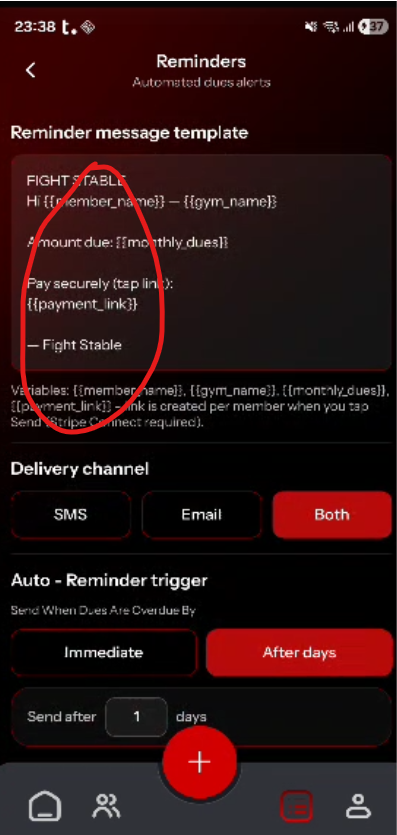 23:38 t.
37
Reminders
Automated dues alerts
Reminder message template
FIGHT STABLE
Hi {{member_name}} — {{gym_name}}
Amount due: {{monthly_dues}}
Pay securely (tap link):
{{payment_link}}
— Fight Stable
Variables: {{member_name}}, {{gym_name}}, {{monthly_dues}},
{{payment_link}} – link is created per member when you tap
Send (Stripe Connect required).
Delivery channel
SMS Email Both
Auto - Reminder trigger
Send When Dues Are Overdue By
Immediate After days
Send after 1 days
+